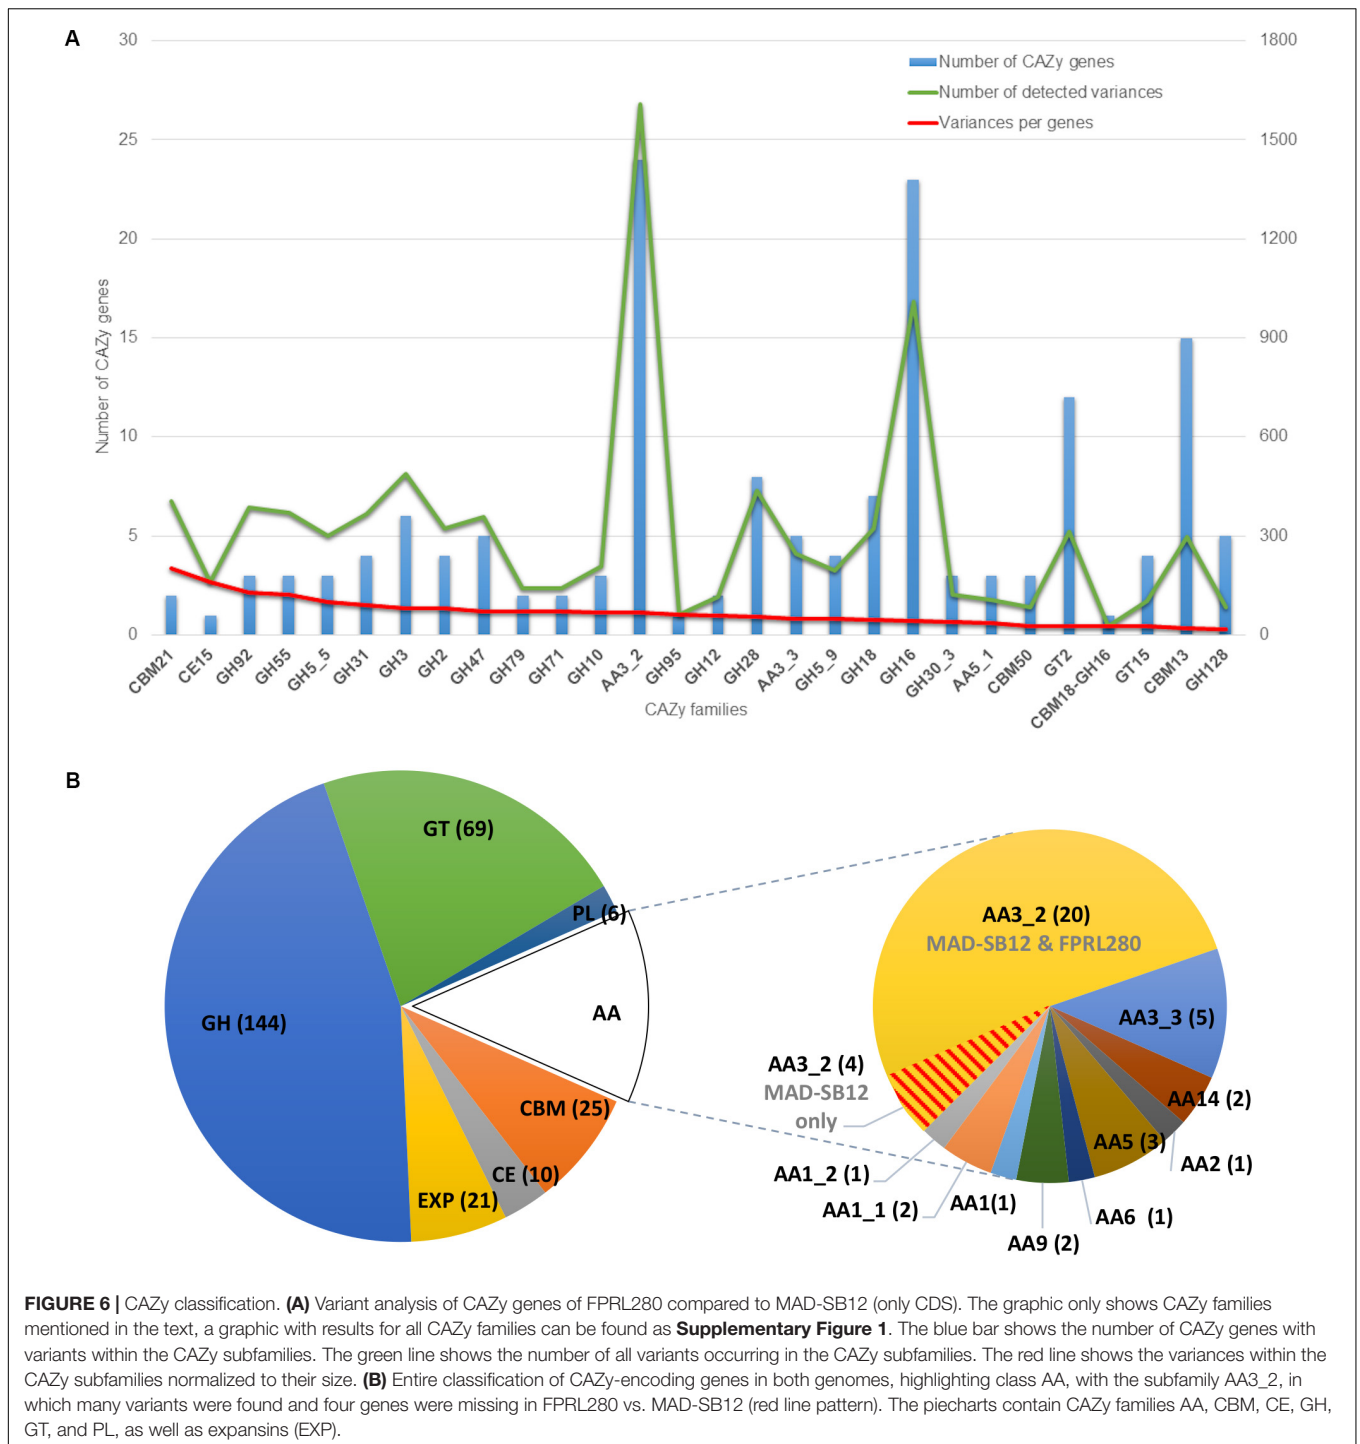 A
30
25
20
15
10
5
0
Number of CAZy genes
1800
1500
1200
900
600
300
0
Number of CAZy genes
Number of detected variances
Variances per genes
CBM21
CE15
GH92
GH55
GH5_5
GH31
GH3
GH2
GH47
GH79
GH71
GH10
AA3_2
GH95
GH12
GH28
AA3_3
GH5_9
GH18
GH16
GH30_3
AA5_1
CBM50
GT2
CBM18-GH16
GT15
CBM13
GH128
CAZy families
B
GT (69)
PL (6)
GH (144)
AA
CBM (25)
CE (10)
EXP (21)
AA3_2 (20)
MAD-SB12 & FPRL280
AA3_3 (5)
AA3_2 (4)
MAD-SB12
only
AA14 (2)
AA5 (3)
AA2 (1)
AA1_2 (1)
AA1_1 (2)
AA1(1)
AA6 (1)
AA9 (2)
FIGURE 6 | CAZy classification. (A) Variant analysis of CAZy genes of FPRL280 compared to MAD-SB12 (only CDS). The graphic only shows CAZy families
mentioned in the text, a graphic with results for all CAZy families can be found as Supplementary Figure 1. The blue bar shows the number of CAZy genes with
variants within the CAZy subfamilies. The green line shows the number of all variants occurring in the CAZy subfamilies. The red line shows the variances within the
CAZy subfamilies normalized to their size. (B) Entire classification of CAZy-encoding genes in both genomes, highlighting class AA, with the subfamily AA3_2, in
which many variants were found and four genes were missing in FPRL280 vs. MAD-SB12 (red line pattern). The piecharts contain CAZy families AA, CBM, CE, GH,
GT, and PL, as well as expansins (EXP).